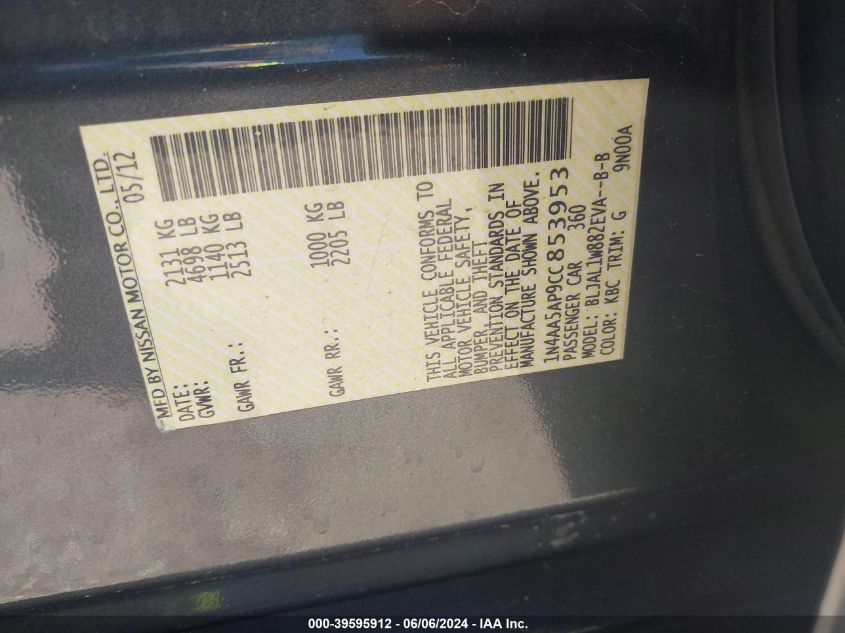 MFD BY NISSAN MOTOR CO., LTD.
DATE: 05/12
GVWR: 2131 KG
4698 LB
GAWR FR.: 1140 KG
2513 LB
GAWR RR.: 1000 KG
2205 LB
THIS VEHICLE CONFORMS TO
ALL APPLICABLE FEDERAL
MOTOR VEHICLE SAFETY,
BUMPER, AND THEFT
PREVENTION STANDARDS IN
EFFECT ON THE DATE OF
MANUFACTURE SHOWN ABOVE.
1N4AA5AP9CC853953
PASSENGER CAR 360
MODEL: BLJAL1W882EVA--B-B
COLOR: KBC TRIM: G 9N00A
000-39595912 - 06/06/2024 - IAA Inc.